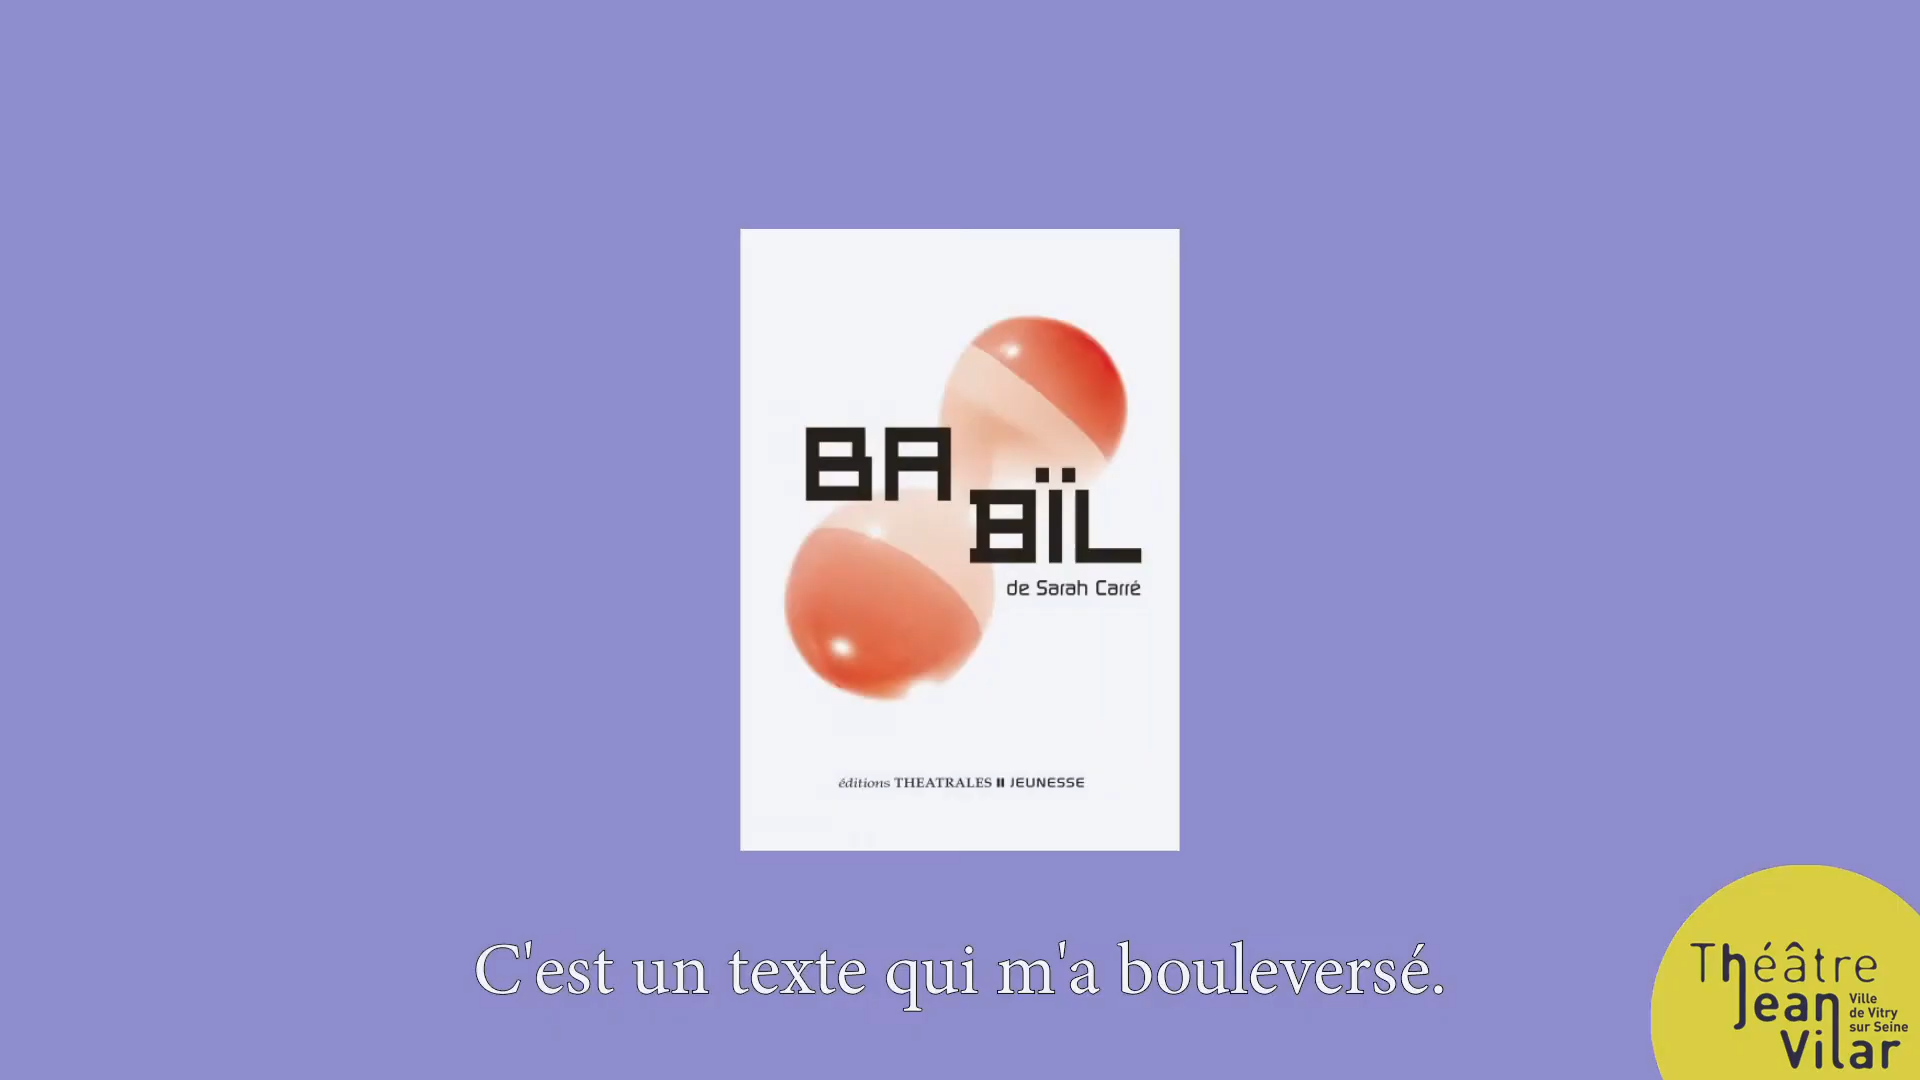 BA
BÏL
de Sarah Carré
éditions THEATRALES II JEUNESSE
C'est un texte qui m'a bouleversé.
Théâtre
Jean
Vilar
Ville
de Vitry
sur Seine